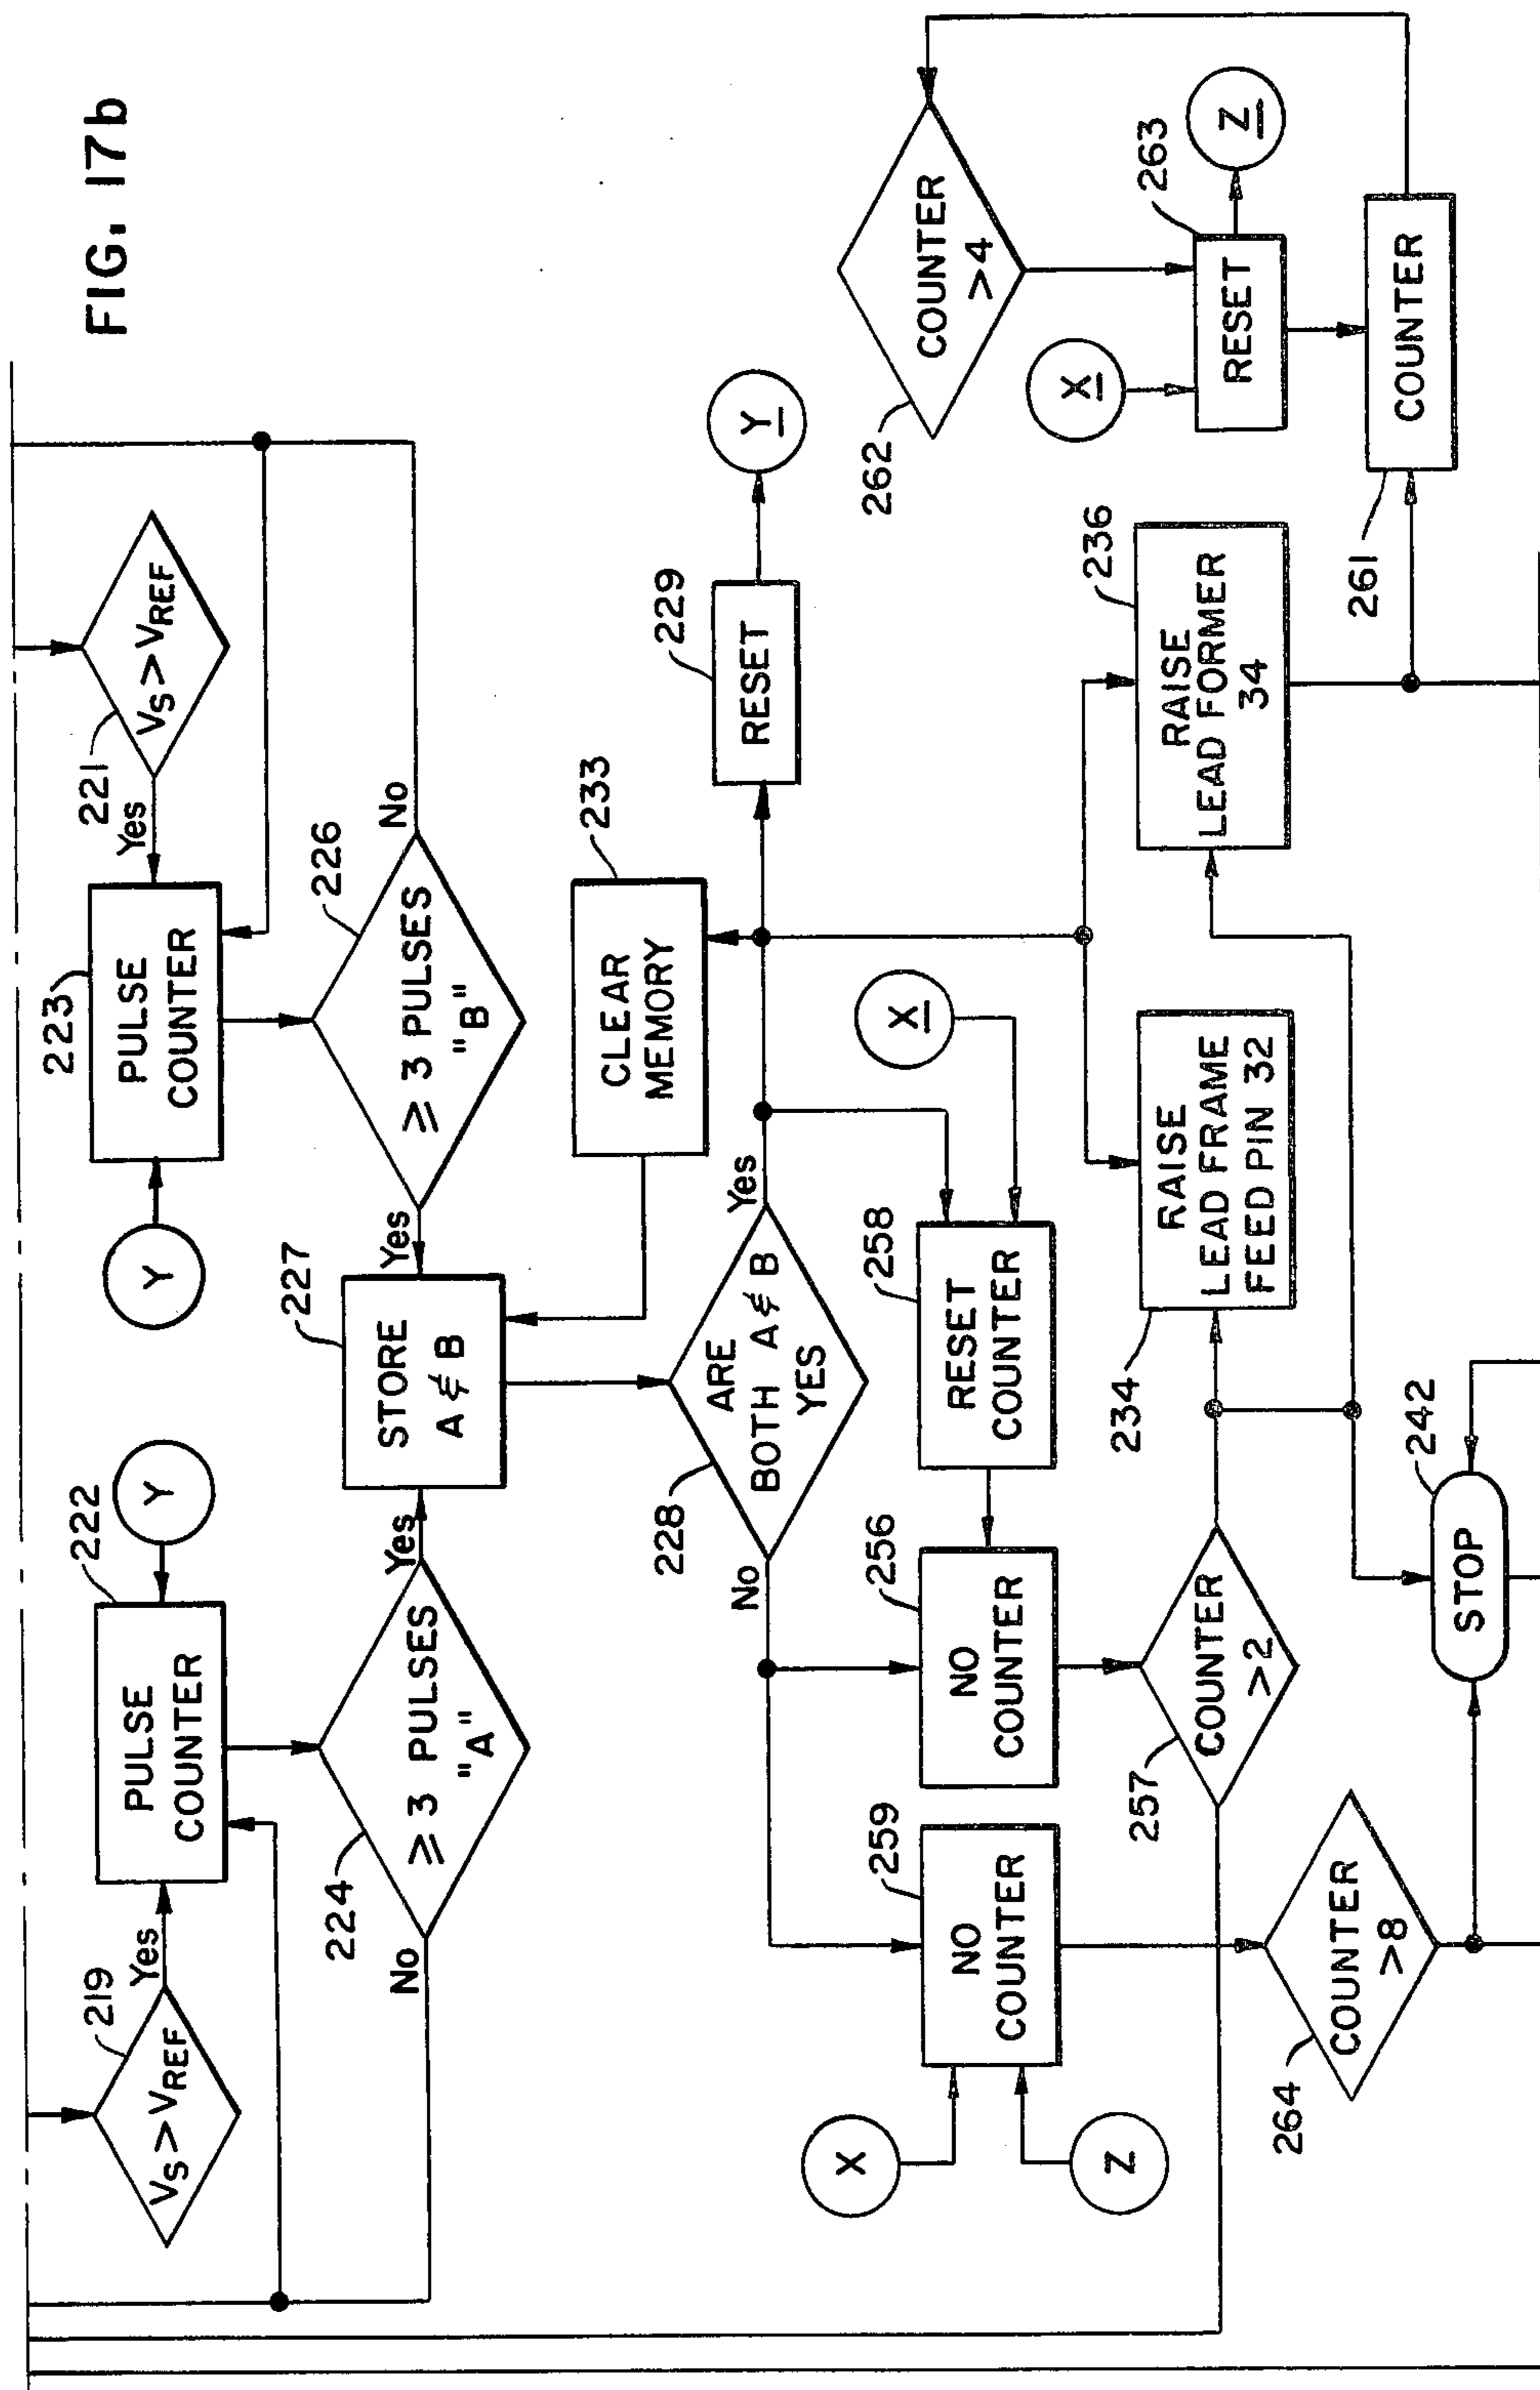 FIG. 17b
219
VS > VREF
Yes
222
PULSE
COUNTER
Y
Y
223
PULSE
COUNTER
Yes
221
VS > VREF
224
≥ 3 PULSES
"A"
No
Yes
227
STORE
A & B
Yes
≥ 3 PULSES
"B"
226
No
233
CLEAR
MEMORY
229
RESET
Y
228
ARE
BOTH A & B
YES
No
Yes
259
NO
COUNTER
X
Z
256
NO
COUNTER
258
RESET
COUNTER
X
262
COUNTER
>4
X
263
RESET
Z
261
COUNTER
264
COUNTER
>8
257
COUNTER
>2
234
RAISE
LEAD FRAME
FEED PIN 32
236
RAISE
LEAD FORMER
34
242
STOP